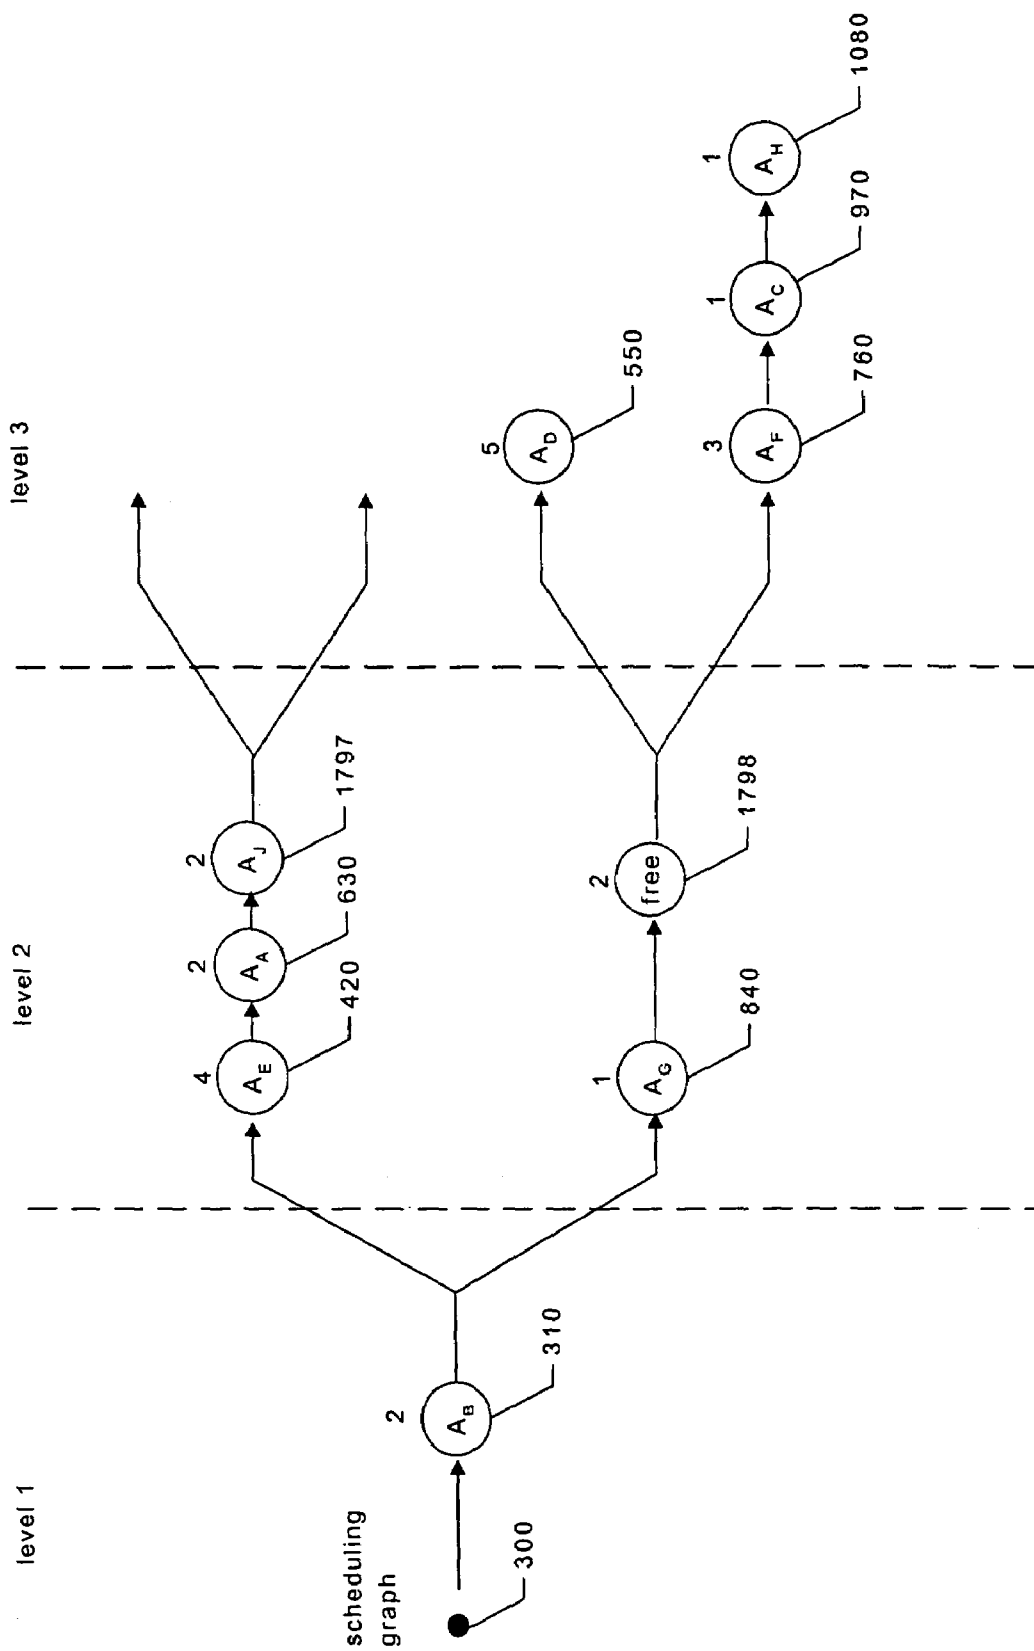 level 1
level 2
level 3
scheduling
graph
300
2
A_B
310
4
A_E
420
2
A_A
630
2
A_J
1797
1
A_G
840
2
free
1798
5
A_D
550
3
A_F
760
1
A_C
970
1
A_H
1080